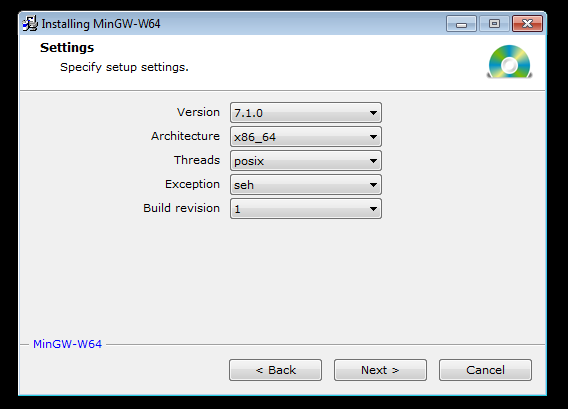 Installing MinGW-W64
Settings
Specify setup settings.
Version 7.1.0
Architecture x86_64
Threads posix
Exception seh
Build revision 1
MinGW-W64
< Back Next > Cancel